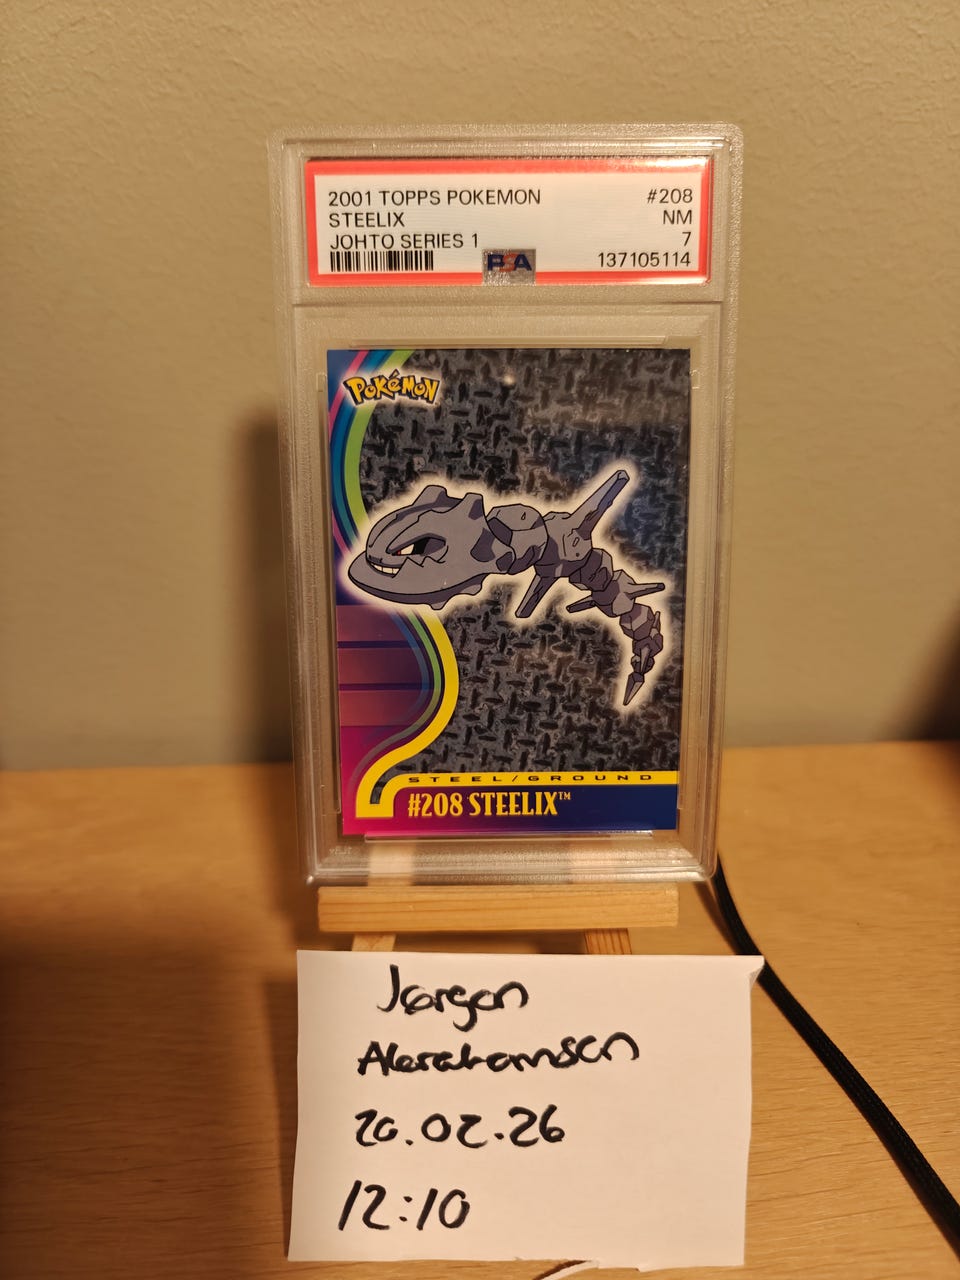 2001 TOPPS POKEMON #208
STEELIX NM
JOHTO SERIES 1 7
PSA 137105114
POKéMON
STEEL/GROUND
#208 STEELIX™
Jørgen
Abrahamsen
20.02.26
12:10